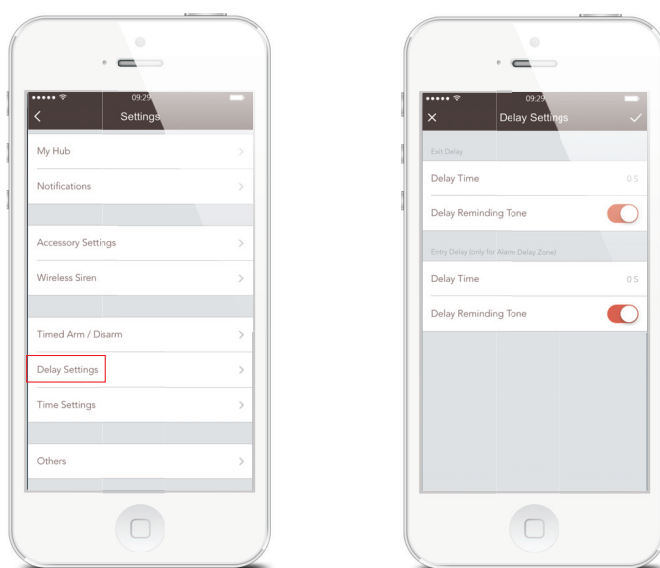 09:29
Settings
My Hub
Notifications
Accessory Settings
Wireless Siren
Timed Arm / Disarm
Delay Settings
Time Settings
Others
09:29
Delay Settings
Exit Delay
Delay Time
0 S
Delay Reminding Tone
Entry Delay (only for Alarm Delay Zone)
Delay Time
0 S
Delay Reminding Tone